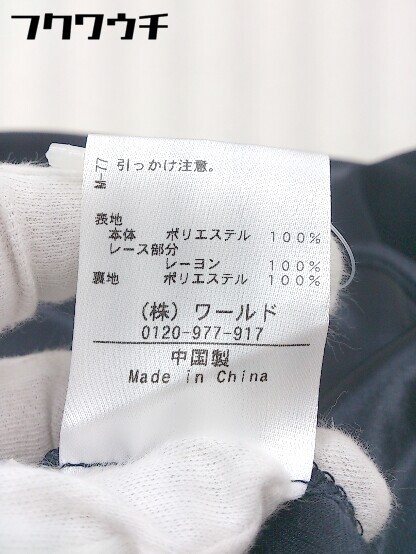 フクワウチ
M-77 引っかけ注意。
表地
本体 ポリエステル 100%
レース部分
レーヨン 100%
裏地 ポリエステル 100%
(株)ワールド
0120-977-917
中国製
Made in China